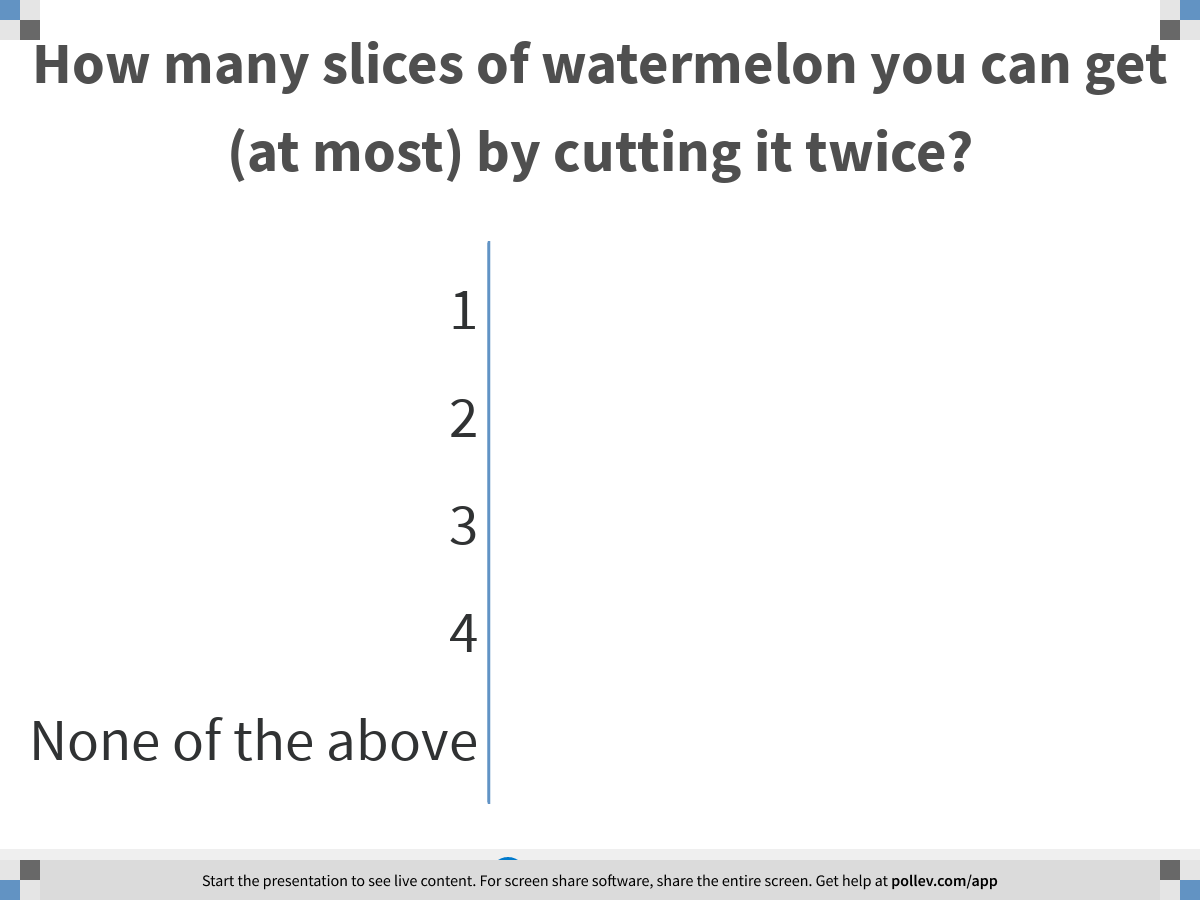 How many slices of watermelon you can get
(at most) by cutting it twice?
1
2
3
4
None of the above
Start the presentation to see live content. For screen share software, share the entire screen. Get help at pollev.com/app